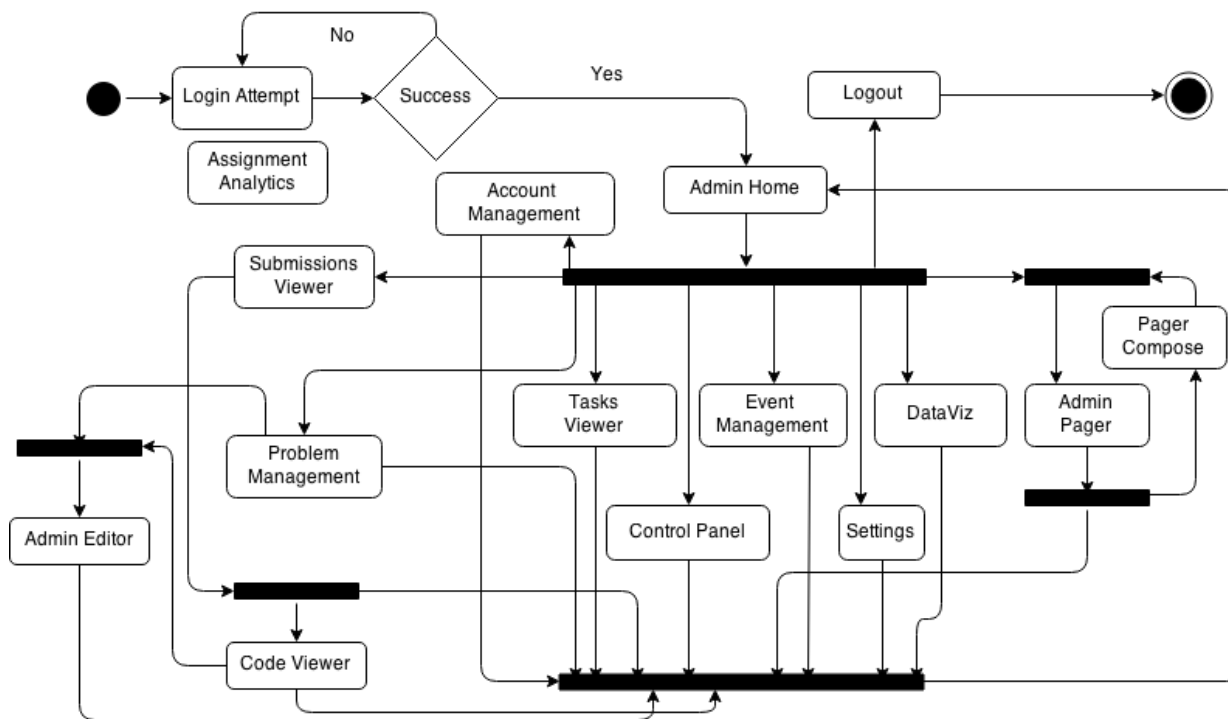 No
Yes
Login Attempt
Success
Logout
Assignment
Analytics
Account
Management
Admin Home
Submissions
Viewer
Pager
Compose
Tasks
Viewer
Event
Management
DataViz
Admin
Pager
Problem
Management
Admin Editor
Control Panel
Settings
Code Viewer